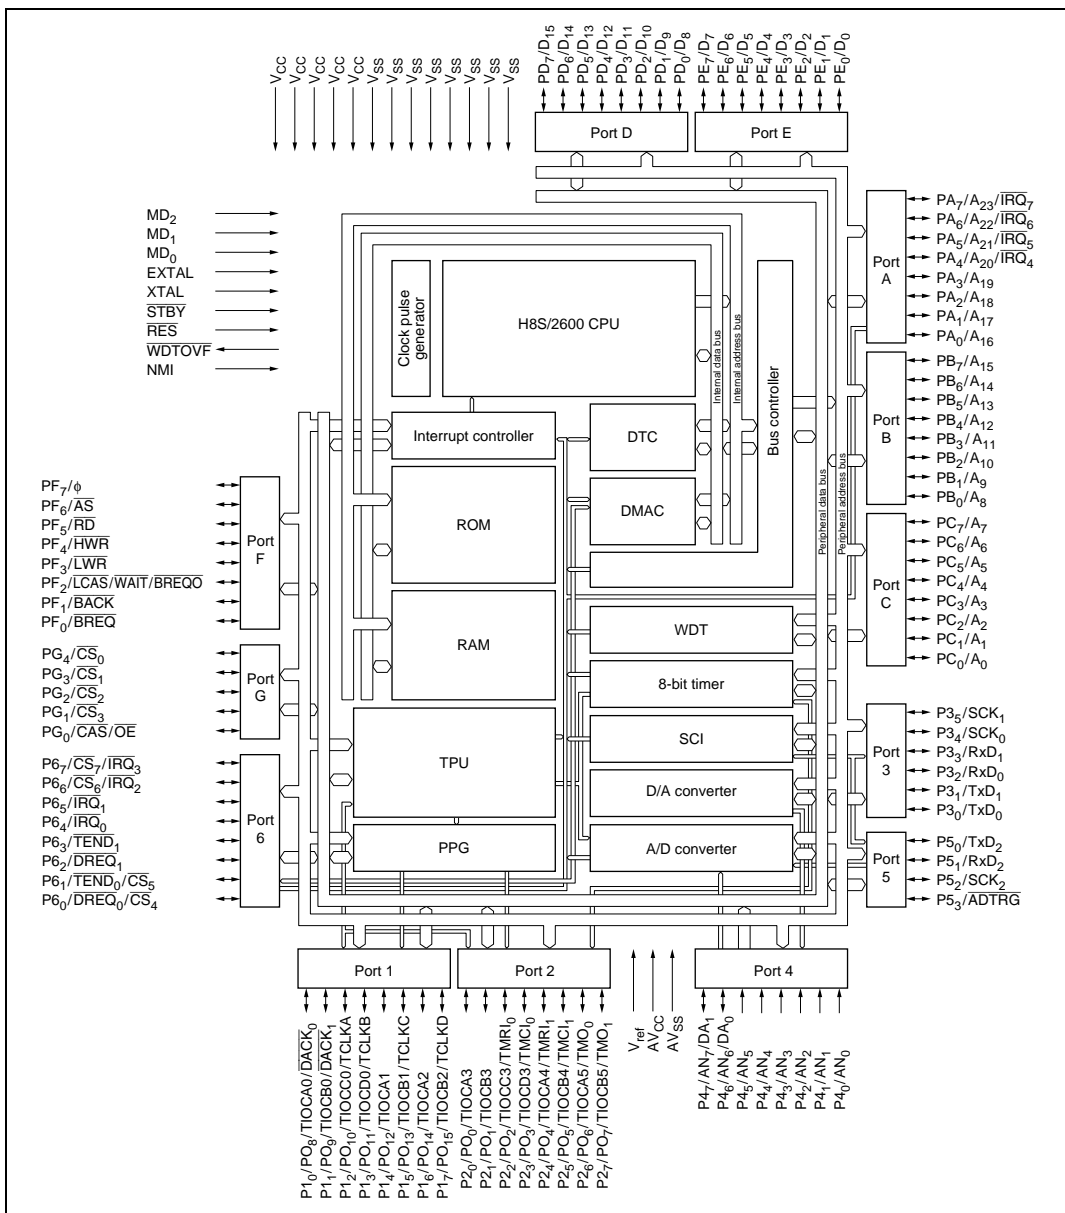 VCC
VCC
VCC
VCC
VCC
VSS
VSS
VSS
VSS
VSS
VSS
VSS
VSS
PD7/D15
PD6/D14
PD5/D13
PD4/D12
PD3/D11
PD2/D10
PD1/D9
PD0/D8
PE7/D7
PE6/D6
PE5/D5
PE4/D4
PE3/D3
PE2/D2
PE1/D1
PE0/D0
Port D
Port E
MD2
MD1
MD0
EXTAL
XTAL
STBY
RES
WDTOVF
NMI
PA7/A23/IRQ7
PA6/A22/IRQ6
PA5/A21/IRQ5
PA4/A20/IRQ4
PA3/A19
PA2/A18
PA1/A17
PA0/A16
Port
A
Clock pulse
generator
H8S/2600 CPU
Internal data bus
Internal address bus
Bus controller
Peripheral data bus
Peripheral address bus
PB7/A15
PB6/A14
PB5/A13
PB4/A12
PB3/A11
PB2/A10
PB1/A9
PB0/A8
Port
B
Interrupt controller
DTC
ROM
DMAC
PF7/φ
PF6/AS
PF5/RD
PF4/HWR
PF3/LWR
PF2/LCAS/WAIT/BREQO
PF1/BACK
PF0/BREQ
Port
F
PC7/A7
PC6/A6
PC5/A5
PC4/A4
PC3/A3
PC2/A2
PC1/A1
PC0/A0
Port
C
RAM
WDT
8-bit timer
PG4/CS0
PG3/CS1
PG2/CS2
PG1/CS3
PG0/CAS/OE
Port
G
TPU
SCI
D/A converter
P35/SCK1
P34/SCK0
P33/RxD1
P32/RxD0
P31/TxD1
P30/TxD0
Port
3
P67/CS7/IRQ3
P66/CS6/IRQ2
P65/IRQ1
P64/IRQ0
P63/TEND1
P62/DREQ1
P61/TEND0/CS5
P60/DREQ0/CS4
Port
6
PPG
A/D converter
P50/TxD2
P51/RxD2
P52/SCK2
P53/ADTRG
Port
5
Port 1
Port 2
Port 4
P10/PO8/TIOCA0/DACK0
P11/PO9/TIOCB0/DACK1
P12/PO10/TIOCC0/TCLKA
P13/PO11/TIOCD0/TCLKB
P14/PO12/TIOCA1
P15/PO13/TIOCB1/TCLKC
P16/PO14/TIOCA2
P17/PO15/TIOCB2/TCLKD
P20/PO0/TIOCA3
P21/PO1/TIOCB3
P22/PO2/TIOCC3/TMRI0
P23/PO3/TIOCD3/TMCI0
P24/PO4/TIOCA4/TMRI1
P25/PO5/TIOCB4/TMCI1
P26/PO6/TIOCA5/TMO0
P27/PO7/TIOCB5/TMO1
Vref
AVCC
AVSS
P47/AN7/DA1
P46/AN6/DA0
P45/AN5
P44/AN4
P43/AN3
P42/AN2
P41/AN1
P40/AN0